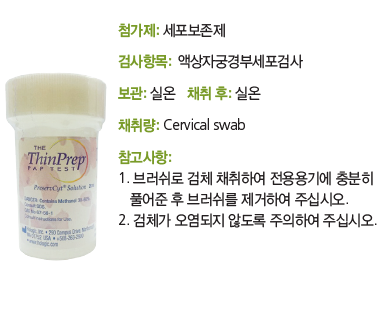 첨가제: 세포보존제
검사항목: 액상자궁경부세포검사
보관: 실온 채취 후: 실온
채취량: Cervical swab
참고사항:
1. 브러쉬로 검체 채취하여 전용용기에 충분히
풀어준 후 브러쉬를 제거하여 주십시오.
2. 검체가 오염되지 않도록 주의하여 주십시오.
THE
ThinPrep
PAP TEST
PreservCyt® Solution